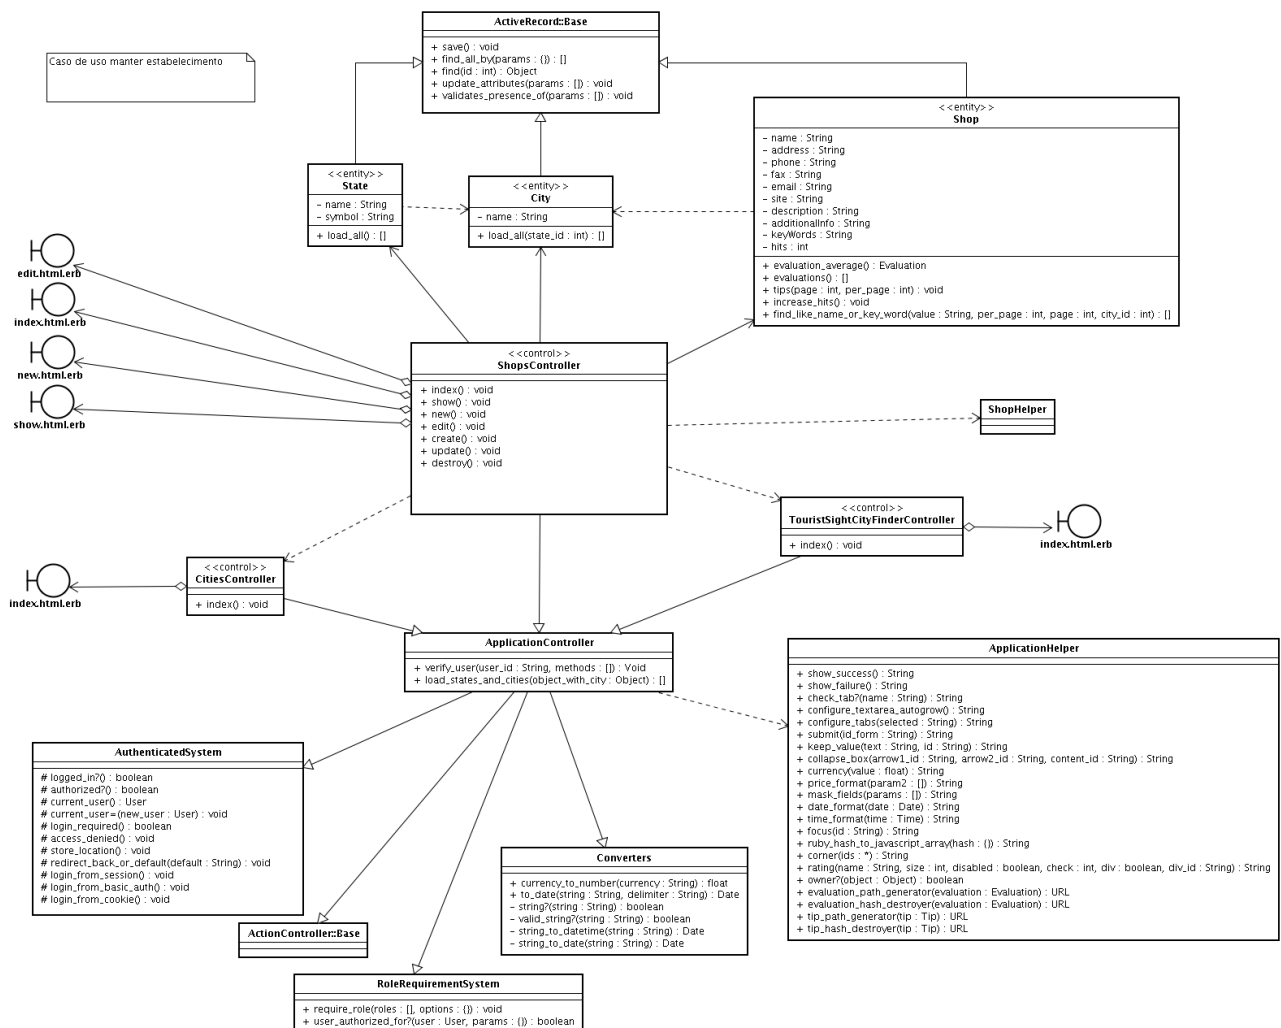 ActiveRecord::Base
+ save() : void
+ find_all_by(params : {}) : []
+ find(id : int) : Object
+ update_attributes(params : []) : void
+ validates_presence_of(params : []) : void
Caso de uso manter estabelecimento
<<entity>>
Shop
- name : String
- address : String
- phone : String
- fax : String
- email : String
- site : String
- description : String
- additionalInfo : String
- keyWords : String
- hits : int
+ evaluation_average() : Evaluation
+ evaluations() : []
+ tips(page : int, per_page : int) : void
+ increase_hits() : void
+ find_like_name_or_key_word(value : String, per_page : int, page : int, city_id : int) : []
<<entity>>
State
- name : String
- symbol : String
+ load_all() : []
<<entity>>
City
- name : String
+ load_all(state_id : int) : []
edit.html.erb
index.html.erb
new.html.erb
show.html.erb
<<control>>
ShopsController
+ index() : void
+ show() : void
+ new() : void
+ edit() : void
+ create() : void
+ update() : void
+ destroy() : void
ShopHelper
<<control>>
TouristSightCityFinderController
+ index() : void
index.html.erb
<<control>>
CitiesController
+ index() : void
index.html.erb
ApplicationController
+ verify_user(user_id : String, methods : []) : Void
+ load_states_and_cities(object_with_city : Object) : []
ApplicationHelper
+ show_success() : String
+ show_failure() : String
+ check_tab?(name : String) : String
+ configure_textarea_autogrow() : String
+ configure_tabs(selected : String) : String
+ submit(id_form : String) : String
+ keep_value(text : String, id : String) : String
+ collapse_box(arrow1_id : String, arrow2_id : String, content_id : String) : String
+ currency(value : float) : String
+ price_format(param2 : []) : String
+ mask_fields(params : []) : String
+ date_format(date : Date) : String
+ time_format(time : Time) : String
+ focus(id : String) : String
+ ruby_hash_to_javascript_array(hash : {}) : String
+ corner(ids : *) : String
+ rating(name : String, size : int, disabled : boolean, check : int, div : boolean, div_id : String) : String
+ owner?(object : Object) : boolean
+ evaluation_path_generator(evaluation : Evaluation) : URL
+ evaluation_hash_destroyer(evaluation : Evaluation) : URL
+ tip_path_generator(tip : Tip) : URL
+ tip_hash_destroyer(tip : Tip) : URL
AuthenticatedSystem
# logged_in?() : boolean
# authorized?() : boolean
# current_user() : User
# current_user=(new_user : User) : void
# login_required() : boolean
# access_denied() : void
# store_location() : void
# redirect_back_or_default(default : String) : void
# login_from_session() : void
# login_from_basic_auth() : void
# login_from_cookie() : void
Converters
+ currency_to_number(currency : String) : float
+ to_date(string : String, delimiter : String) : Date
- string?(string : String) : boolean
- valid_string?(string : String) : boolean
- string_to_datetime(string : String) : Date
- string_to_date(string : String) : Date
ActionController::Base
RoleRequirementSystem
+ require_role(roles : [], options : {}) : void
+ user_authorized_for?(user : User, params : {}) : boolean